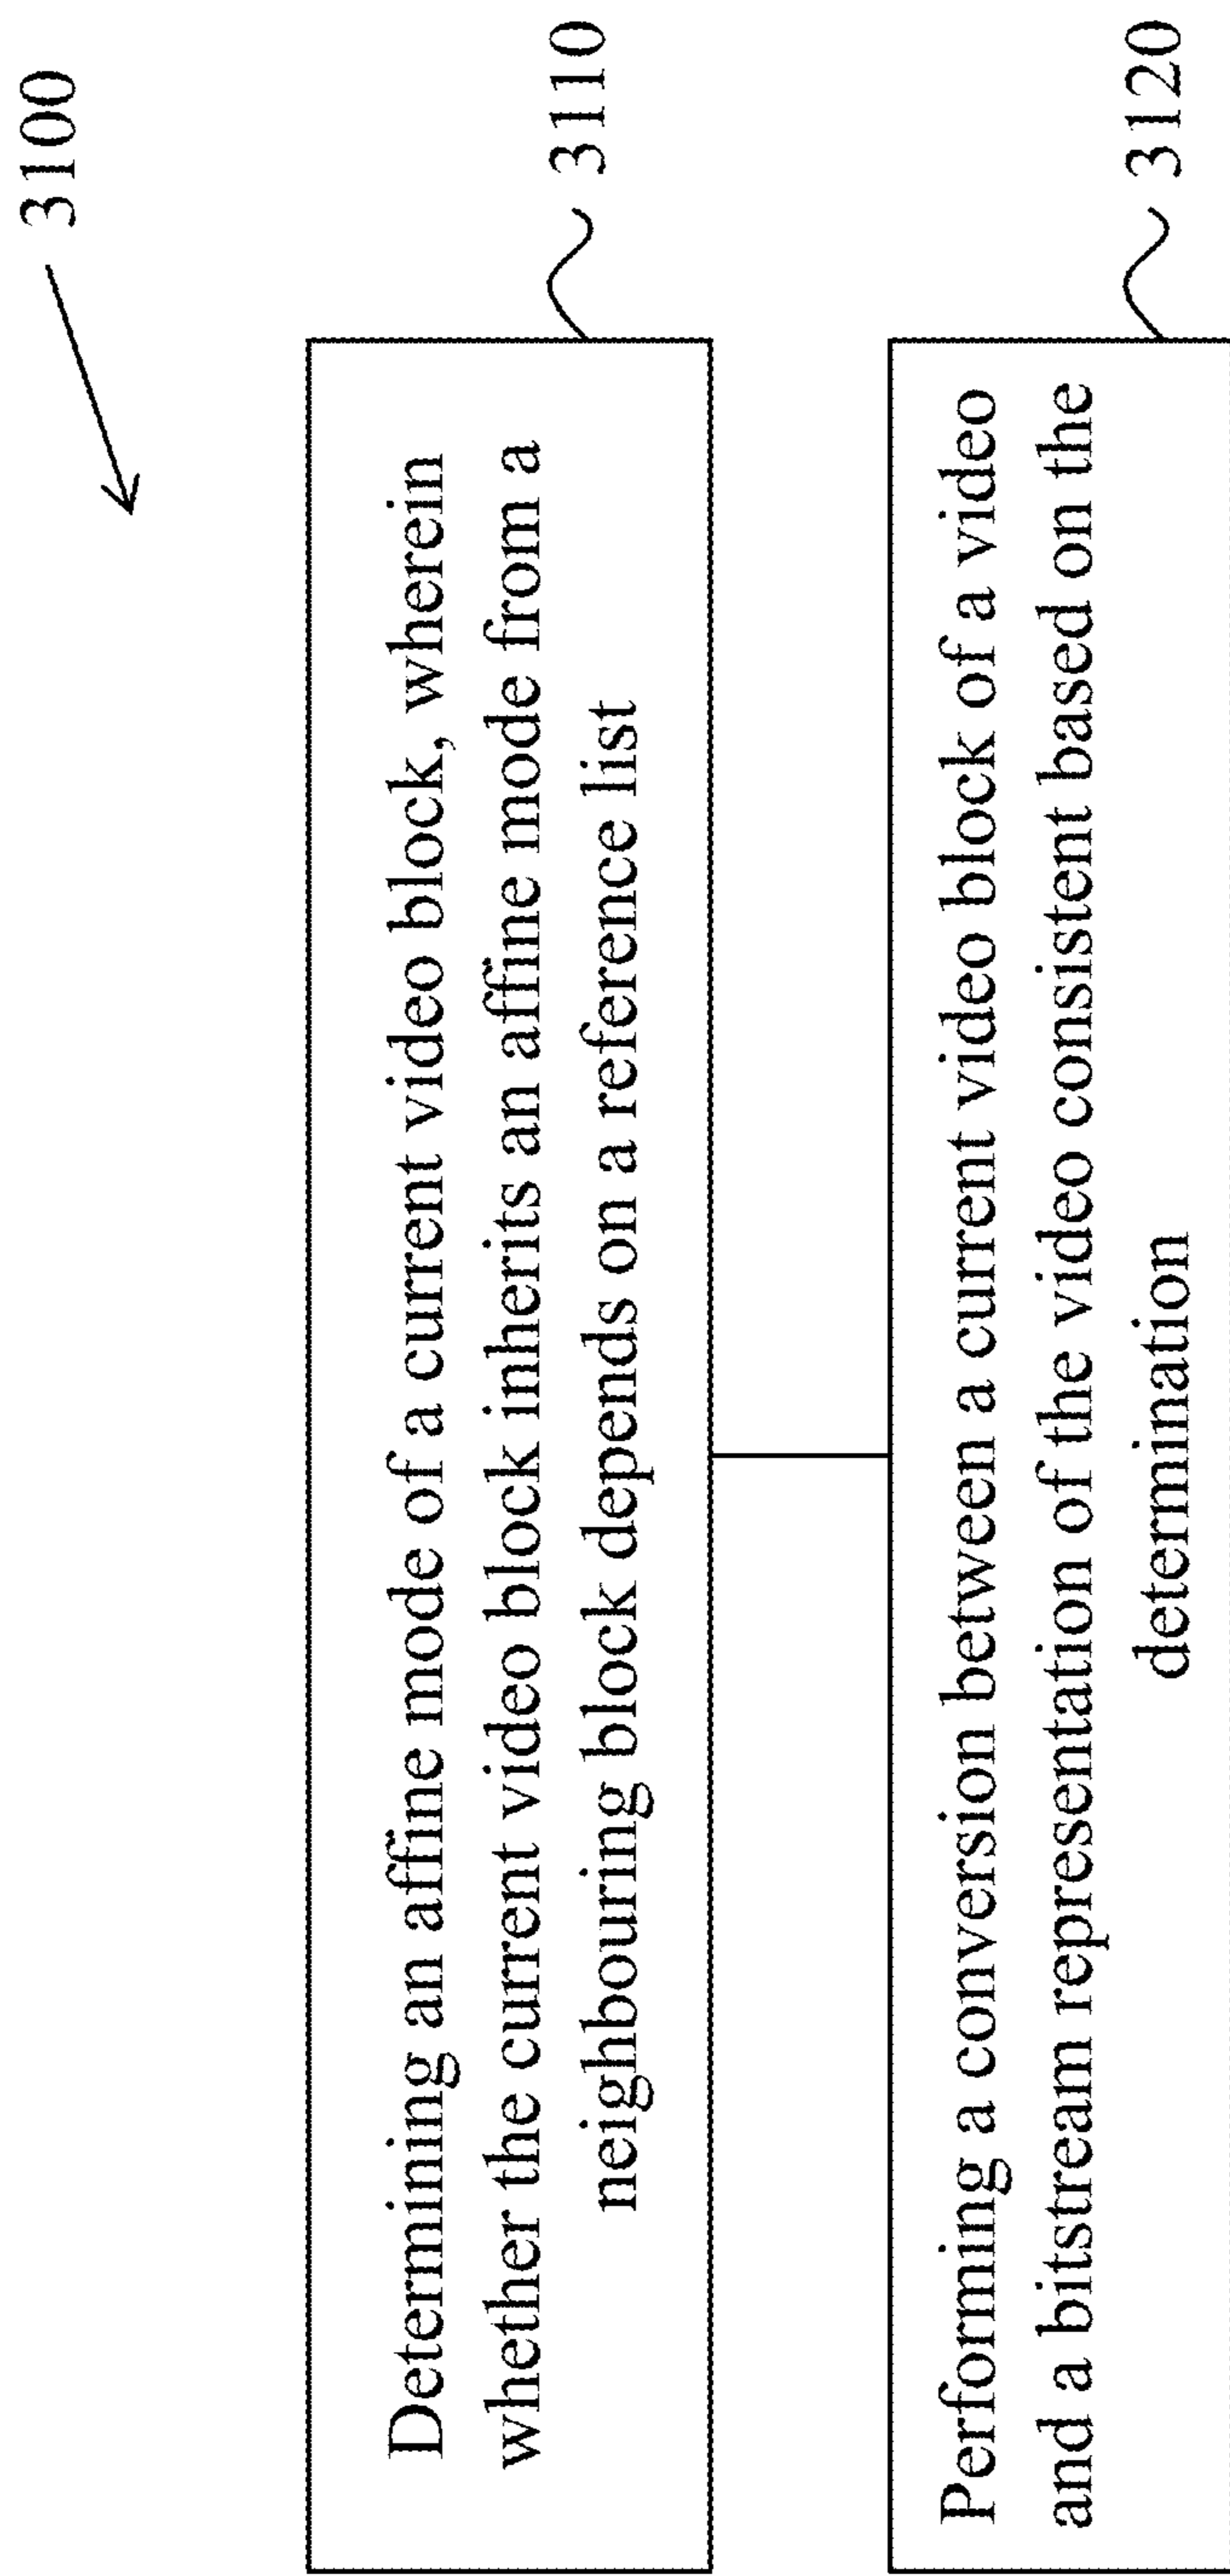 3100
Determining an affine mode of a current video block, wherein
whether the current video block inherits an affine mode from a
neighbouring block depends on a reference list
3110
Performing a conversion between a current video block of a video
and a bitstream representation of the video consistent based on the
determination
3120